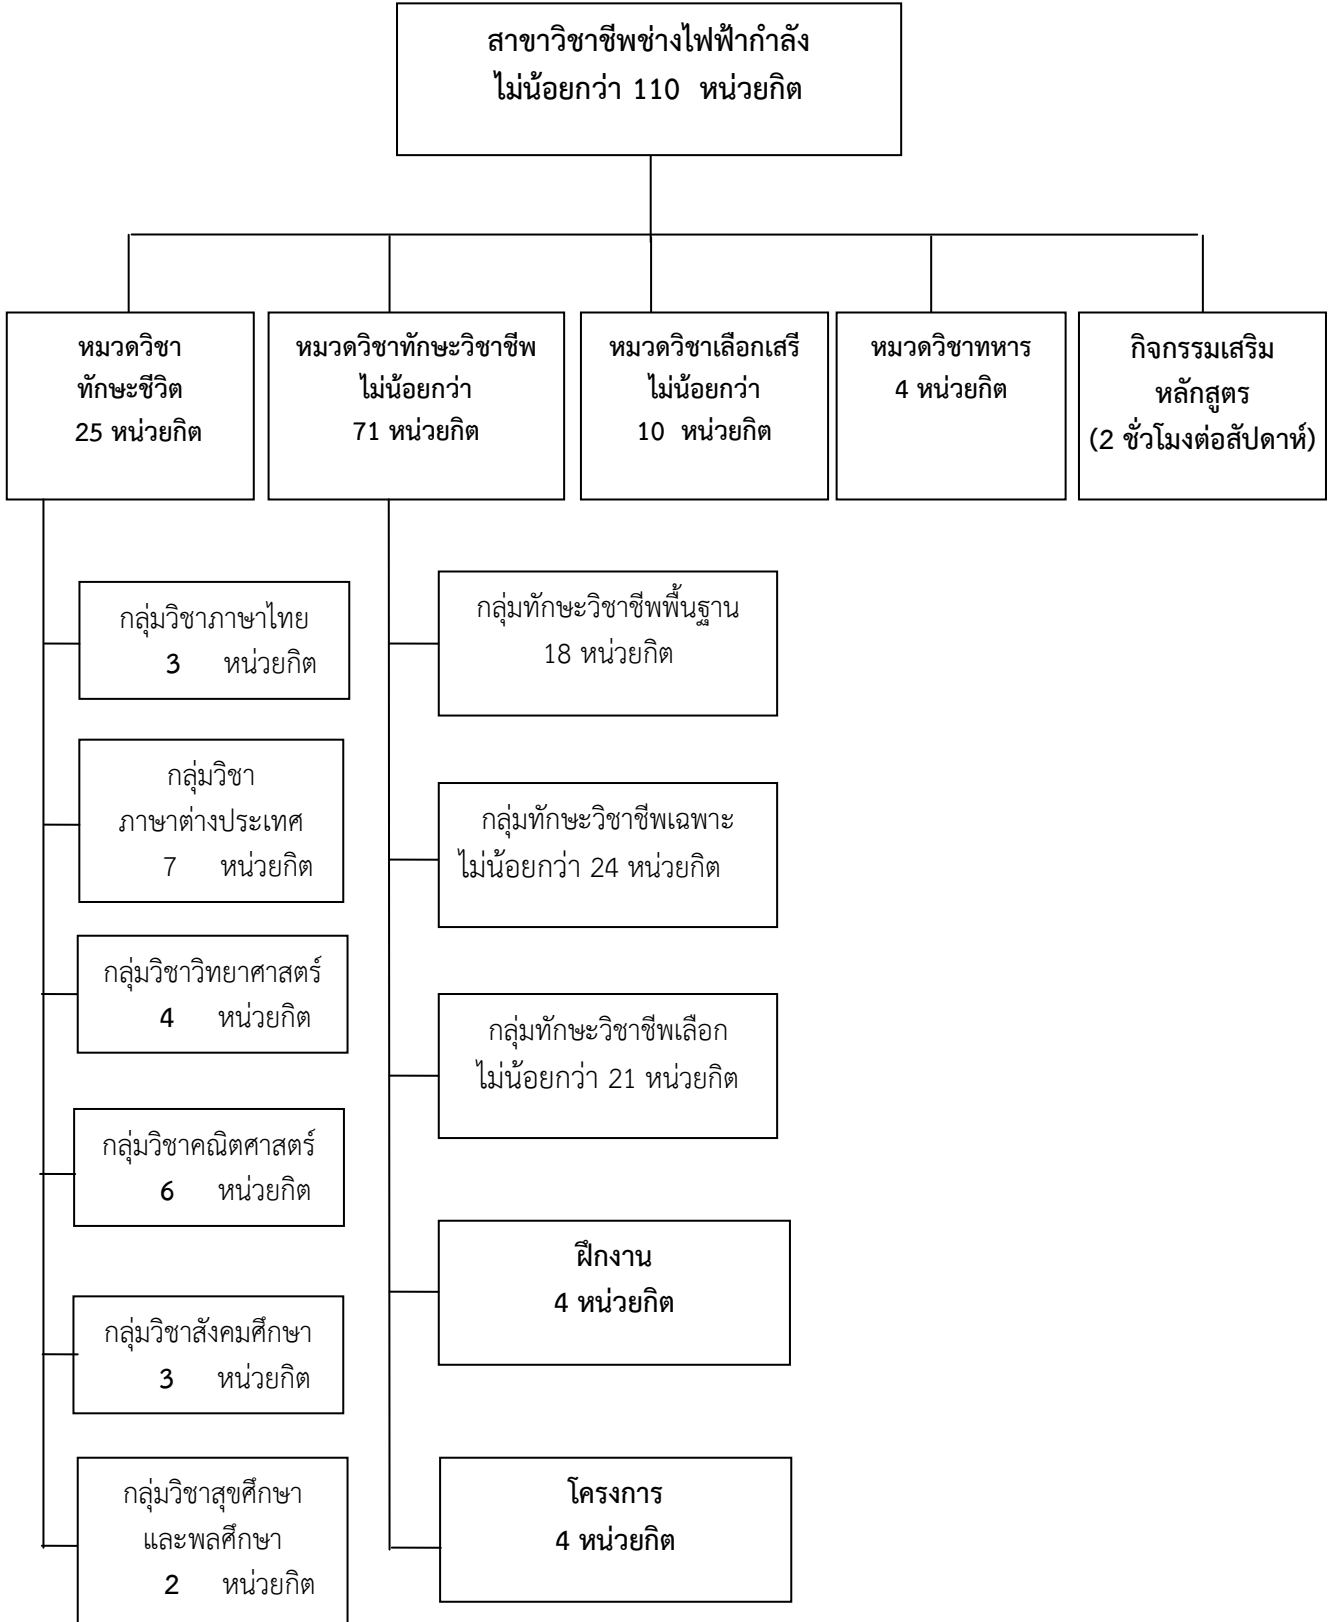 สาขาวิชาชีพช่างไฟฟ้ากำลัง
ไม่น้อยกว่า 110 หน่วยกิต
หมวดวิชา
ทักษะชีวิต
25 หน่วยกิต
หมวดวิชาทักษะวิชาชีพ
ไม่น้อยกว่า
71 หน่วยกิต
หมวดวิชาเลือกเสรี
ไม่น้อยกว่า
10 หน่วยกิต
หมวดวิชาทหาร
4 หน่วยกิต
กิจกรรมเสริม
หลักสูตร
(2 ชั่วโมงต่อสัปดาห์)
กลุ่มวิชาภาษาไทย
3 หน่วยกิต
กลุ่มวิชา
ภาษาต่างประเทศ
7 หน่วยกิต
กลุ่มวิชาวิทยาศาสตร์
4 หน่วยกิต
กลุ่มวิชาคณิตศาสตร์
6 หน่วยกิต
กลุ่มวิชาสังคมศึกษา
3 หน่วยกิต
กลุ่มวิชาสุขศึกษา
และพลศึกษา
2 หน่วยกิต
กลุ่มทักษะวิชาชีพพื้นฐาน
18 หน่วยกิต
กลุ่มทักษะวิชาชีพเฉพาะ
ไม่น้อยกว่า 24 หน่วยกิต
กลุ่มทักษะวิชาชีพเลือก
ไม่น้อยกว่า 21 หน่วยกิต
ฝึกงาน
4 หน่วยกิต
โครงการ
4 หน่วยกิต